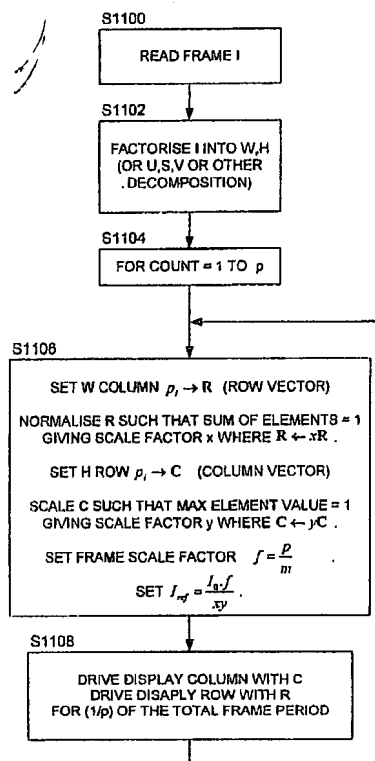 S1100
READ FRAME I
S1102
FACTORISE I INTO W,H
(OR U,S,V OR OTHER
. DECOMPOSITION)
S1104
FOR COUNT = 1 TO p
S1106
SET W COLUMN pᵢ → R (ROW VECTOR)
NORMALISE R SUCH THAT SUM OF ELEMENTS = 1
GIVING SCALE FACTOR x WHERE R ← xR .
SET H ROW pᵢ → C (COLUMN VECTOR)
SCALE C SUCH THAT MAX ELEMENT VALUE = 1
GIVING SCALE FACTOR y WHERE C ← yC .
SET FRAME SCALE FACTOR f = p/m .
SET I_ref = I₀.f/xy .
S1108
DRIVE DISPLAY COLUMN WITH C
DRIVE DISAPLY ROW WITH R
FOR (1/p) OF THE TOTAL FRAME PERIOD